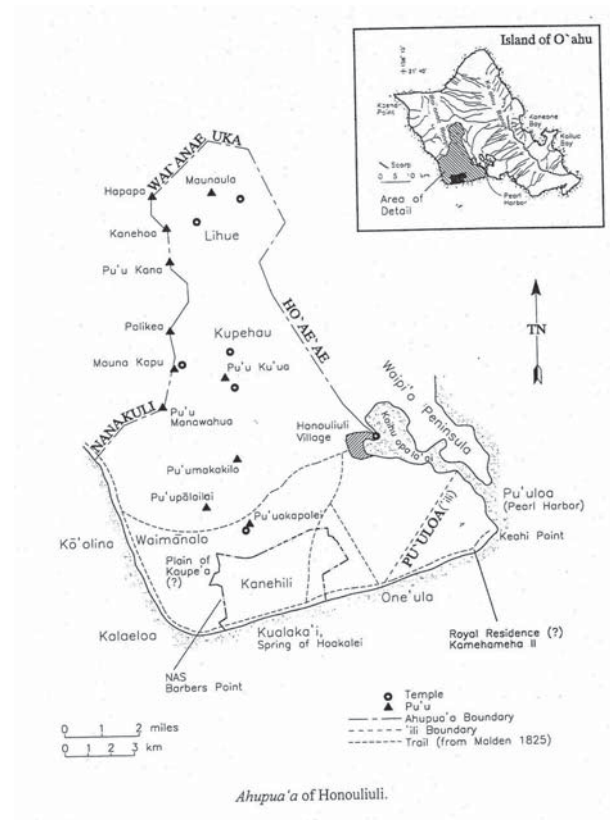 Island of O`ahu
Kaena
Point
Kaneohe
Bay
Kailua
Bay
Scarp
0 5 10 km
Area of
Detail
Pearl
Harbor
WAI`ANAE UKA
Hapapa
Maunaula
Kanehoa
Lihue
Pu'u Kana
HO`AE`AE
TN
Palikea
Kupehau
Mauna Kapu
Pu'u Ku'ua
Waipi'o Peninsula
NANAKULI
Pu'u
Manawahua
Honouliuli
Village
Kaihu opala'ai
Pu'umakakilo
Pu'upālailai
Pu'uloa
(Pearl Harbor)
PU`ULOA ('ili)
Kō'olina
Waimānalo
Pu'uokapolei
Keahi Point
Plain of
Kaupe'a
(?)
Kanehili
One'ula
Kalaeloa
Kualaka'i,
Spring of Hoakalei
Royal Residence (?)
Kamehameha II
NAS
Barbers Point
Temple
Pu'u
Ahupua'a Boundary
'ili Boundary
Trail (from Malden 1825)
0 1 2 miles
0 1 2 3 km
Ahupua'a of Honouliuli.